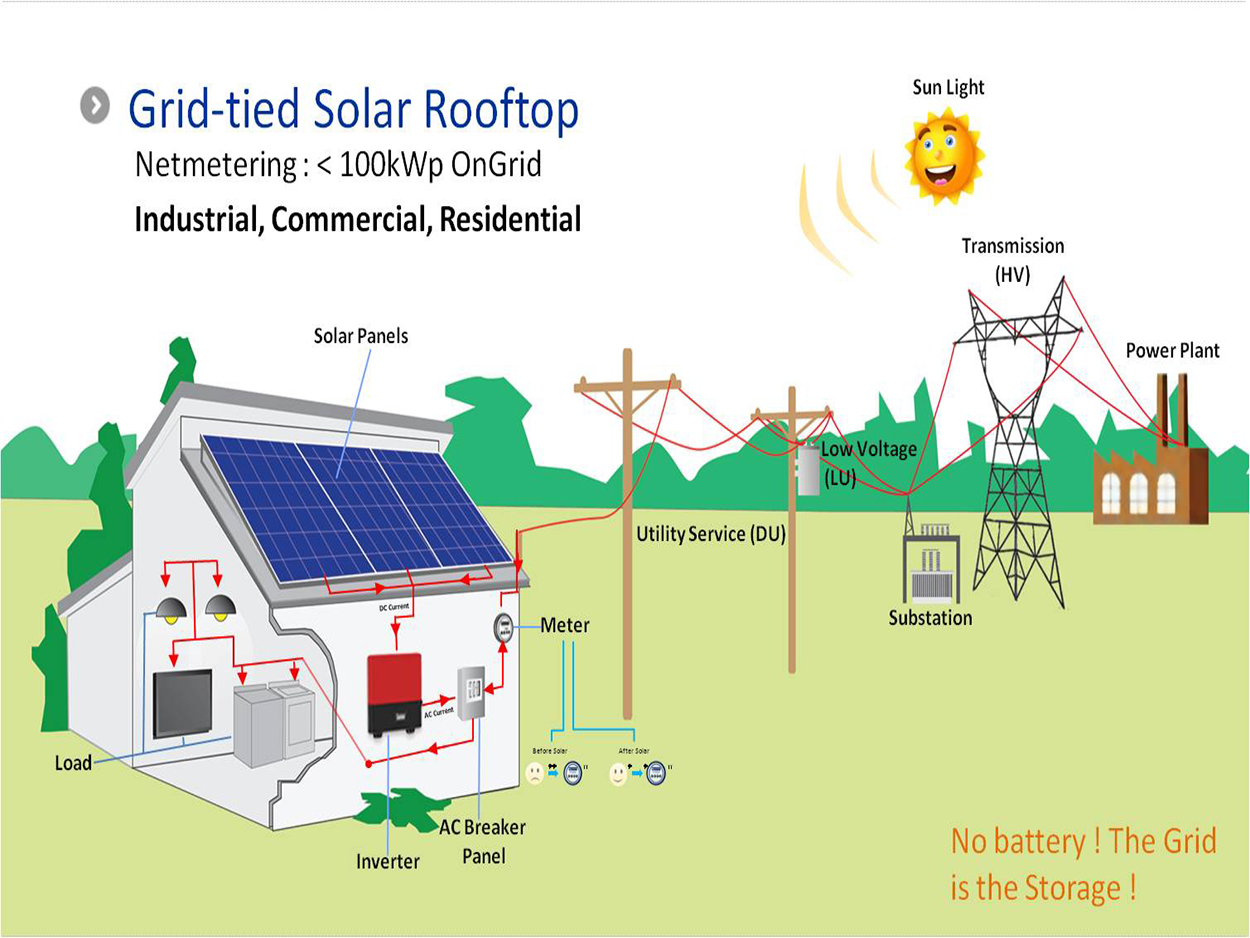 Grid-tied Solar Rooftop
Netmetering : < 100kWp OnGrid
Industrial, Commercial, Residential
Sun Light
Transmission
(HV)
Solar Panels
Power Plant
Low Voltage
(LU)
Utility Service (DU)
DC Current
Substation
Meter
AC Current
Before Solar
After Solar
Load
AC Breaker
Panel
Inverter
No battery ! The Grid
is the Storage !